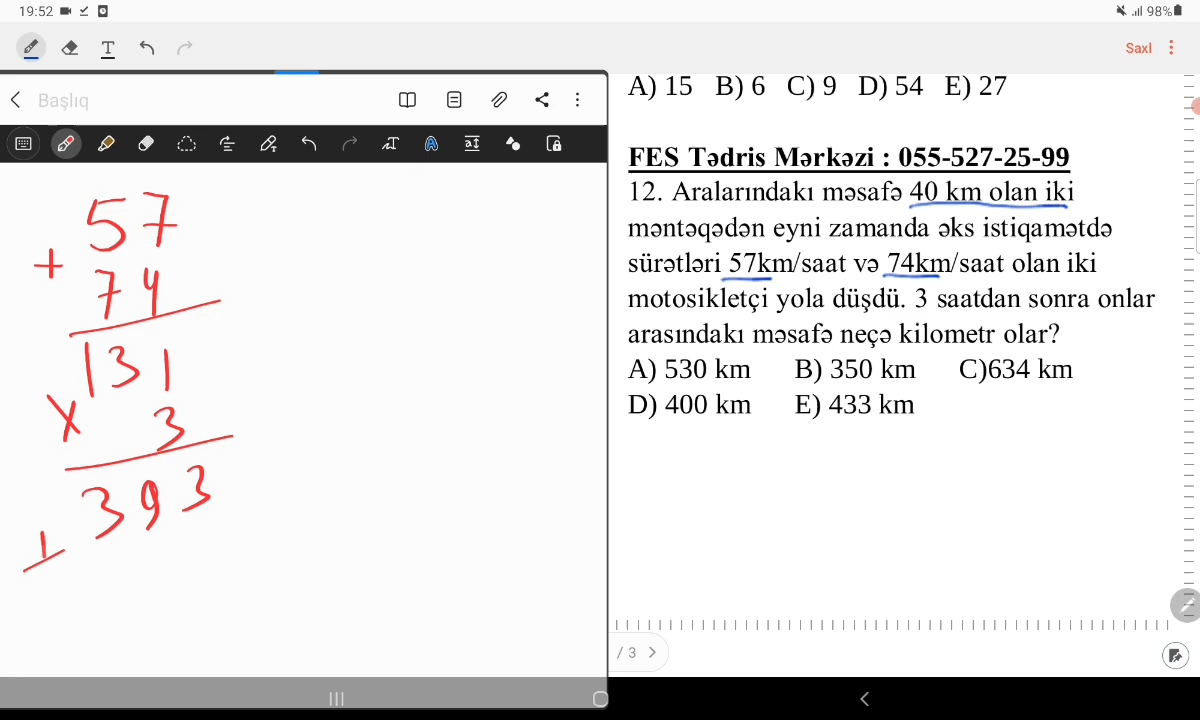 19:52
98%
Saxl
Başlıq
57
+
74
131
x 3
393
+
A) 15 B) 6 C) 9 D) 54 E) 27
FES Tədris Mərkəzi : 055-527-25-99
12. Aralarındakı məsafə 40 km olan iki
məntəqədən eyni zamanda əks istiqamətdə
sürətləri 57km/saat və 74km/saat olan iki
motosikletçi yola düşdü. 3 saatdan sonra onlar
arasındakı məsafə neçə kilometr olar?
A) 530 km B) 350 km C)634 km
D) 400 km E) 433 km
/ 3